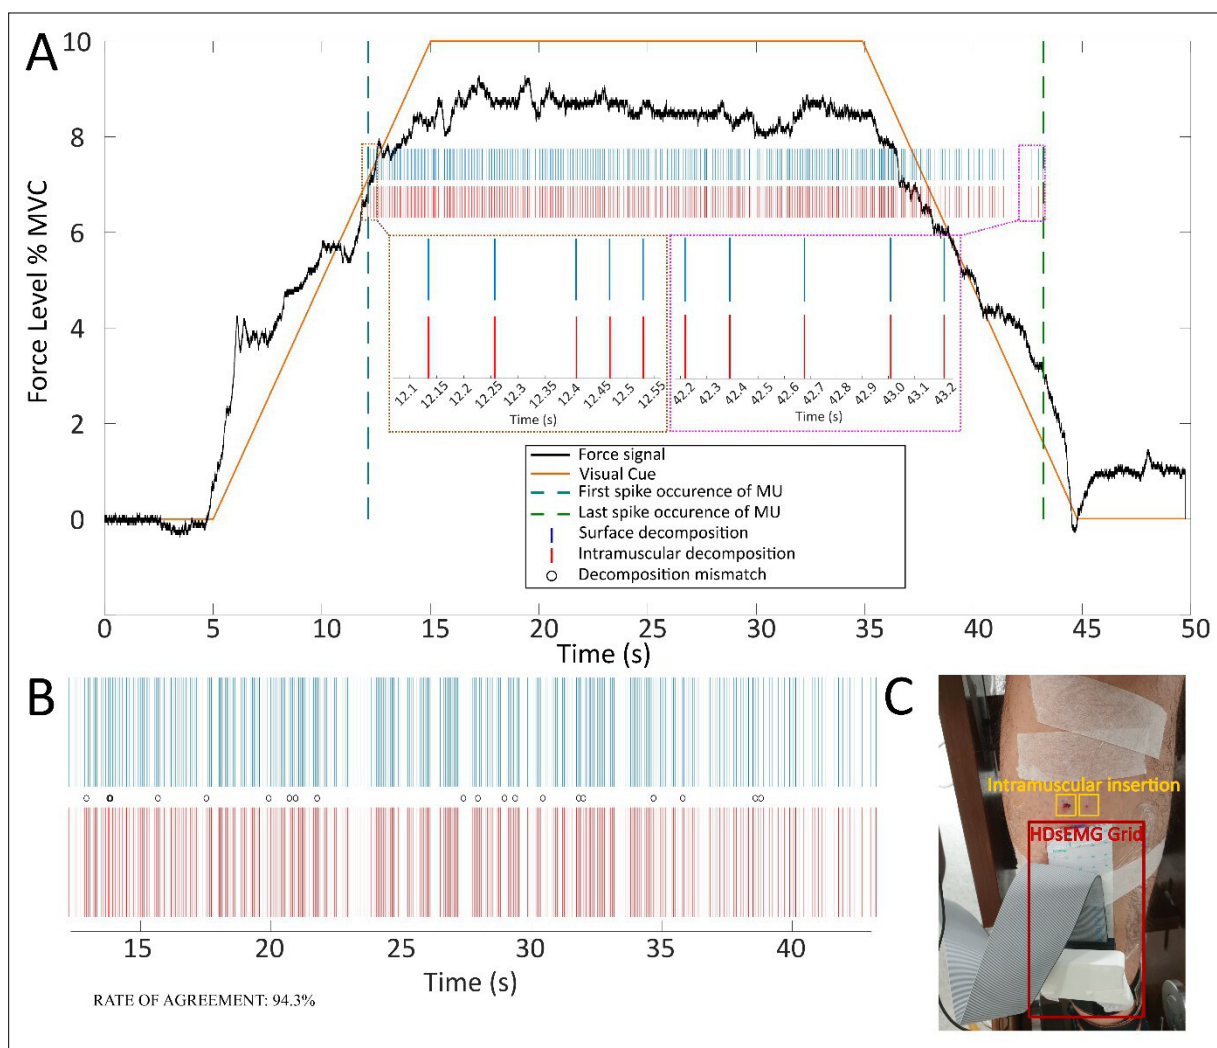 A
10
8
6
4
2
0
Force Level % MVC
12.1 12.15 12.2 12.25 12.3 12.35 12.4 12.45 12.5 12.55
Time (s)
42.2 42.3 42.4 42.5 42.6 42.7 42.8 42.9 43.0 43.1 43.2
Time (s)
Force signal
Visual Cue
First spike occurence of MU
Last spike occurence of MU
Surface decomposition
Intramuscular decomposition
Decomposition mismatch
0 5 10 15 20 25 30 35 40 45 50
Time (s)
B
15 20 25 30 35 40
Time (s)
RATE OF AGREEMENT: 94.3%
C
Intramuscular insertion
HDsEMG Grid